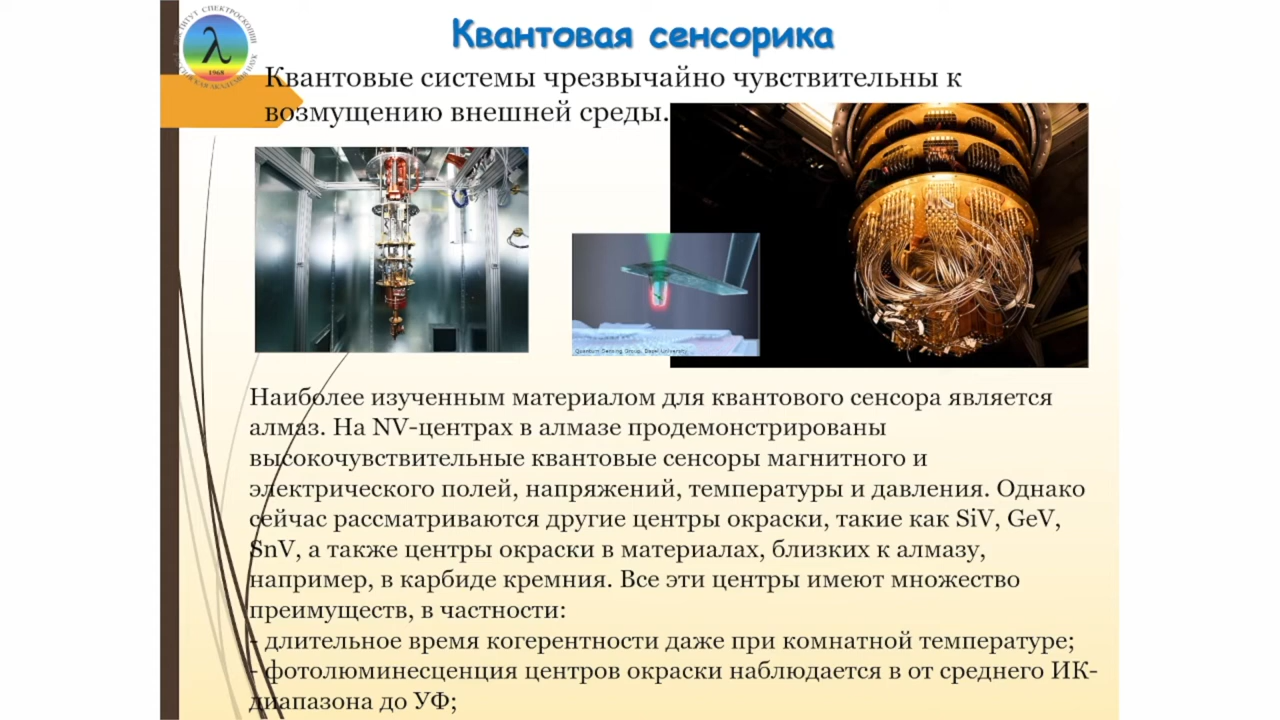 Квантовая сенсорика
ИНСТИТУТ СПЕКТРОСКОПИИ
λ
1968
Квантовые системы чрезвычайно чувствительны к
возмущению внешней среды.
Quantum Sensing Group, Basel University
Наиболее изученным материалом для квантового сенсора является
алмаз. На NV-центрах в алмазе продемонстрированы
высокочувствительные квантовые сенсоры магнитного и
электрического полей, напряжений, температуры и давления. Однако
сейчас рассматриваются другие центры окраски, такие как SiV, GeV,
SnV, а также центры окраски в материалах, близких к алмазу,
например, в карбиде кремния. Все эти центры имеют множество
преимуществ, в частности:
- длительное время когерентности даже при комнатной температуре;
- фотолюминесценция центров окраски наблюдается в от среднего ИК-
диапазона до УФ;